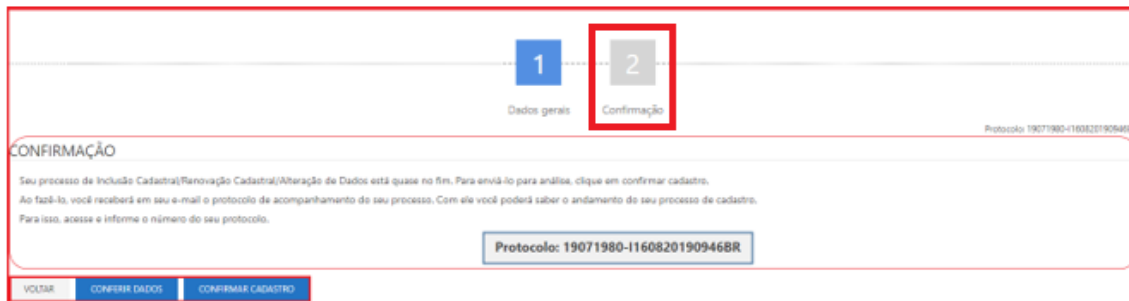 1
2
Dados gerais
Confirmação
Protocolo: 19071980-I160820190946
CONFIRMAÇÃO
Seu processo de Inclusão Cadastral/Renovação Cadastral/Alteração de Dados está quase no fim. Para enviá-lo para análise, clique em confirmar cadastro.
Ao fazê-lo, você receberá em seu e-mail o protocolo de acompanhamento do seu processo. Com ele você poderá saber o andamento do seu processo de cadastro.
Para isso, acesse e informe o número do seu protocolo.
Protocolo: 19071980-I160820190946BR
VOLTAR
CONFERIR DADOS
CONFIRMAR CADASTRO